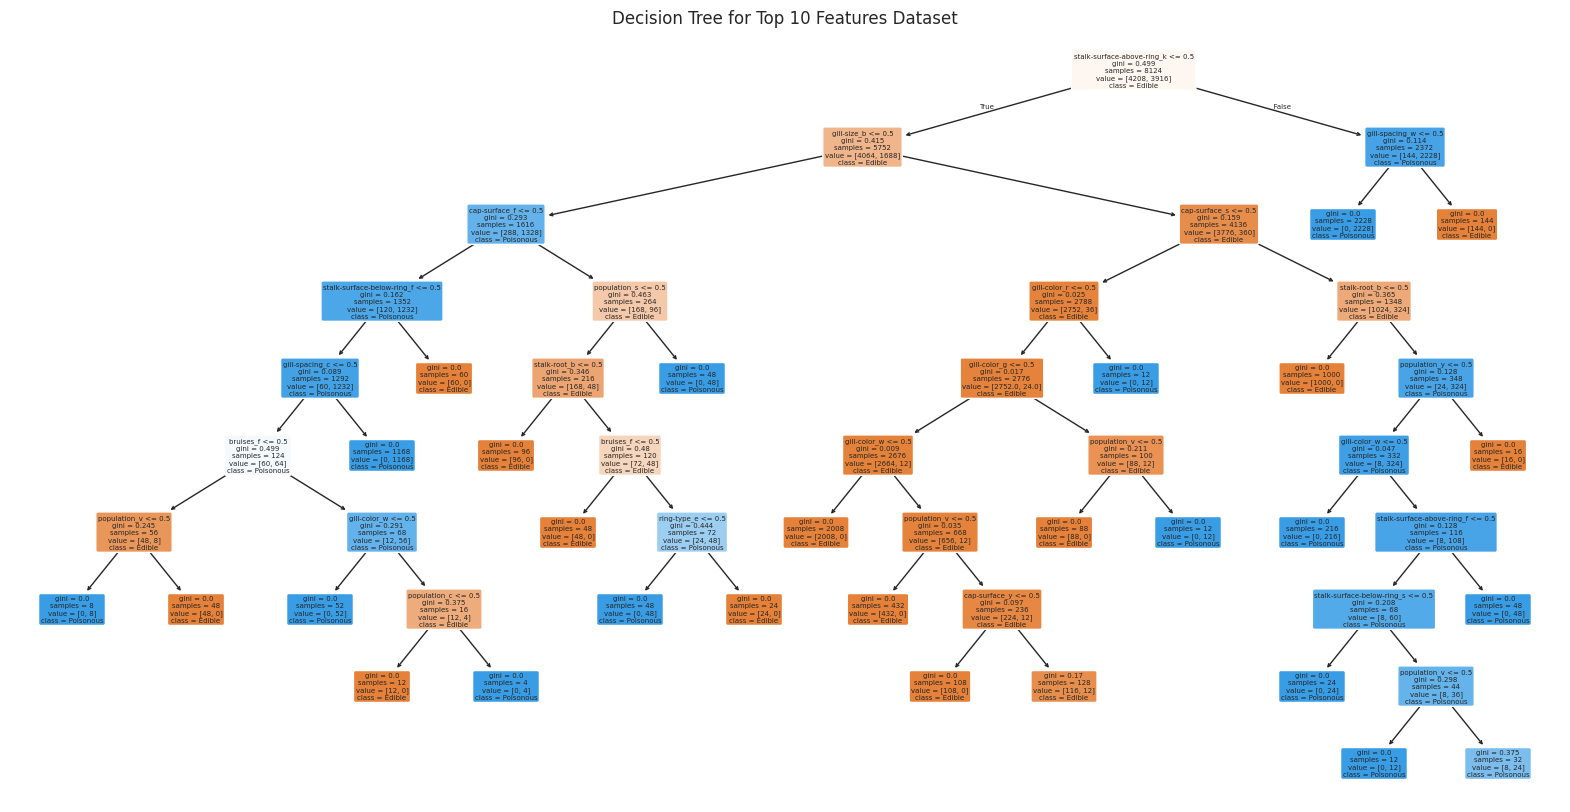 Decision Tree for Top 10 Features Dataset
stalk-surface-above-ring_k <= 0.5
gini = 0.499
samples = 8124
value = [4208, 3916]
class = Edible
True
False
gill-size_b <= 0.5
gini = 0.415
samples = 5752
value = [4064, 1688]
class = Edible
gill-spacing_w <= 0.5
gini = 0.114
samples = 2372
value = [144, 2228]
class = Poisonous
cap-surface_f <= 0.5
gini = 0.293
samples = 1616
value = [288, 1328]
class = Poisonous
cap-surface_s <= 0.5
gini = 0.159
samples = 4136
value = [3776, 360]
class = Edible
gini = 0.0
samples = 2228
value = [0, 2228]
class = Poisonous
gini = 0.0
samples = 144
value = [144, 0]
class = Edible
stalk-surface-below-ring_f <= 0.5
gini = 0.162
samples = 1352
value = [120, 1232]
class = Poisonous
population_s <= 0.5
gini = 0.463
samples = 264
value = [168, 96]
class = Edible
gill-color_r <= 0.5
gini = 0.025
samples = 2788
value = [2752, 36]
class = Edible
stalk-root_b <= 0.5
gini = 0.365
samples = 1348
value = [1024, 324]
class = Edible
gill-spacing_c <= 0.5
gini = 0.089
samples = 1292
value = [60, 1232]
class = Poisonous
gini = 0.0
samples = 60
value = [60, 0]
class = Edible
stalk-root_b <= 0.5
gini = 0.346
samples = 216
value = [168, 48]
class = Edible
gini = 0.0
samples = 48
value = [0, 48]
class = Poisonous
gill-color_g <= 0.5
gini = 0.017
samples = 2776
value = [2752.0, 24.0]
class = Edible
gini = 0.0
samples = 12
value = [0, 12]
class = Poisonous
gini = 0.0
samples = 1000
value = [1000, 0]
class = Edible
population_y <= 0.5
gini = 0.128
samples = 348
value = [24, 324]
class = Poisonous
bruises_f <= 0.5
gini = 0.499
samples = 124
value = [60, 64]
class = Poisonous
gini = 0.0
samples = 1168
value = [0, 1168]
class = Poisonous
gini = 0.0
samples = 96
value = [96, 0]
class = Edible
bruises_f <= 0.5
gini = 0.48
samples = 120
value = [72, 48]
class = Edible
gill-color_w <= 0.5
gini = 0.009
samples = 2676
value = [2664, 12]
class = Edible
population_v <= 0.5
gini = 0.211
samples = 100
value = [88, 12]
class = Edible
gill-color_w <= 0.5
gini = 0.047
samples = 332
value = [8, 324]
class = Poisonous
gini = 0.0
samples = 16
value = [16, 0]
class = Edible
population_v <= 0.5
gini = 0.245
samples = 56
value = [48, 8]
class = Edible
gill-color_w <= 0.5
gini = 0.291
samples = 68
value = [12, 56]
class = Poisonous
gini = 0.0
samples = 48
value = [48, 0]
class = Edible
ring-type_e <= 0.5
gini = 0.444
samples = 72
value = [24, 48]
class = Poisonous
gini = 0.0
samples = 2008
value = [2008, 0]
class = Edible
population_v <= 0.5
gini = 0.035
samples = 668
value = [656, 12]
class = Edible
gini = 0.0
samples = 88
value = [88, 0]
class = Edible
gini = 0.0
samples = 12
value = [0, 12]
class = Poisonous
gini = 0.0
samples = 216
value = [0, 216]
class = Poisonous
stalk-surface-above-ring_f <= 0.5
gini = 0.128
samples = 116
value = [8, 108]
class = Poisonous
gini = 0.0
samples = 8
value = [0, 8]
class = Poisonous
gini = 0.0
samples = 48
value = [48, 0]
class = Edible
gini = 0.0
samples = 52
value = [0, 52]
class = Poisonous
population_c <= 0.5
gini = 0.375
samples = 16
value = [12, 4]
class = Edible
gini = 0.0
samples = 48
value = [0, 48]
class = Poisonous
gini = 0.0
samples = 24
value = [24, 0]
class = Edible
gini = 0.0
samples = 432
value = [432, 0]
class = Edible
cap-surface_y <= 0.5
gini = 0.097
samples = 236
value = [224, 12]
class = Edible
stalk-surface-below-ring_s <= 0.5
gini = 0.208
samples = 68
value = [8, 60]
class = Poisonous
gini = 0.0
samples = 48
value = [0, 48]
class = Poisonous
gini = 0.0
samples = 12
value = [12, 0]
class = Edible
gini = 0.0
samples = 4
value = [0, 4]
class = Poisonous
gini = 0.0
samples = 108
value = [108, 0]
class = Edible
gini = 0.17
samples = 128
value = [116, 12]
class = Edible
gini = 0.0
samples = 24
value = [0, 24]
class = Poisonous
population_v <= 0.5
gini = 0.298
samples = 44
value = [8, 36]
class = Poisonous
gini = 0.0
samples = 12
value = [0, 12]
class = Poisonous
gini = 0.375
samples = 32
value = [8, 24]
class = Poisonous